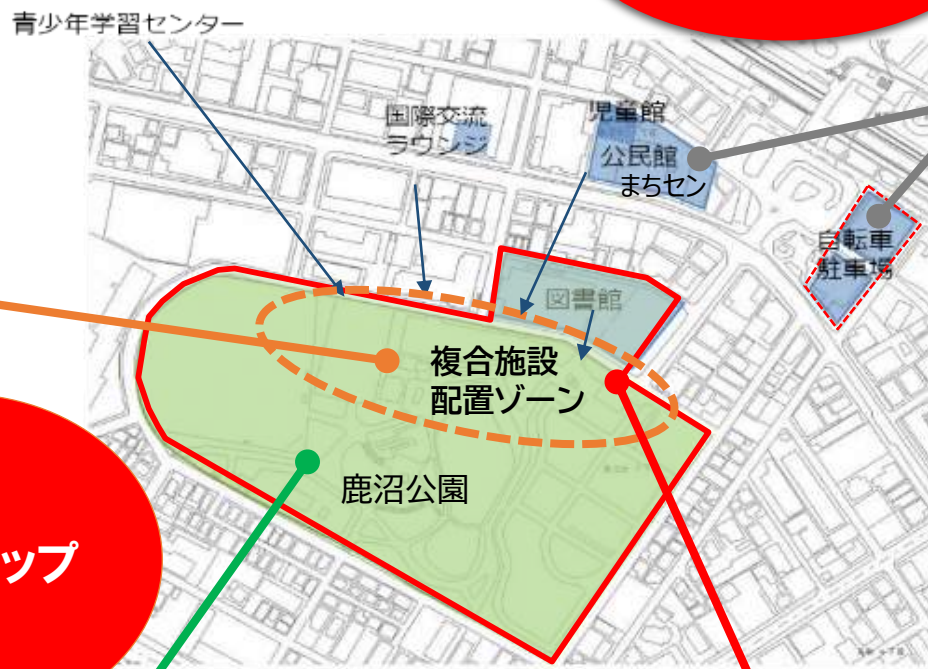 青少年学習センター
国際交流
ラウンジ
児童館
公民館
まちセン
自転車
駐車場
図書館
複合施設
配置ゾーン
鹿沼公園
ップ